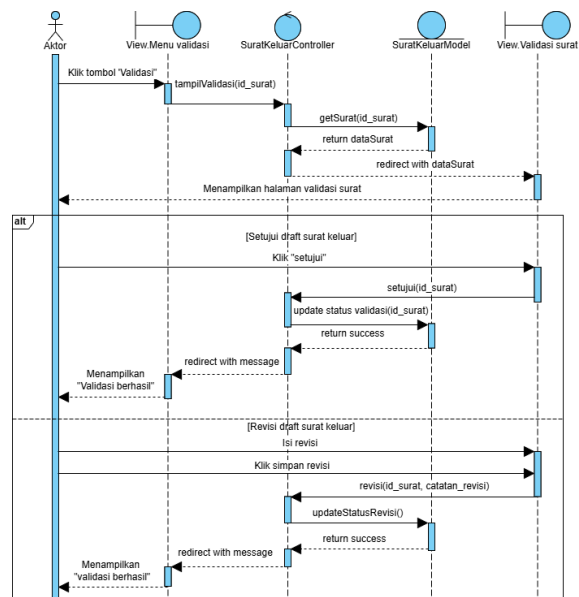 Aktor
View.Menu validasi
SuratKeluarController
SuratKeluarModel
View.Validasi surat
Klik tombol 'Validasi"
tampilValidasi(id_surat)
getSurat(id_surat)
return dataSurat
redirect with dataSurat
Menampilkan halaman validasi surat
alt
[Setujui draft surat keluar]
Klik "setujui"
setujui(id_surat)
update status validasi(id_surat)
return success
redirect with message
Menampilkan
"Validasi berhasil"
[Revisi draft surat keluar]
Isi revisi
Klik simpan revisi
revisi(id_surat, catatan_revisi)
updateStatusRevisi()
return success
redirect with message
Menampilkan
"validasi berhasil"